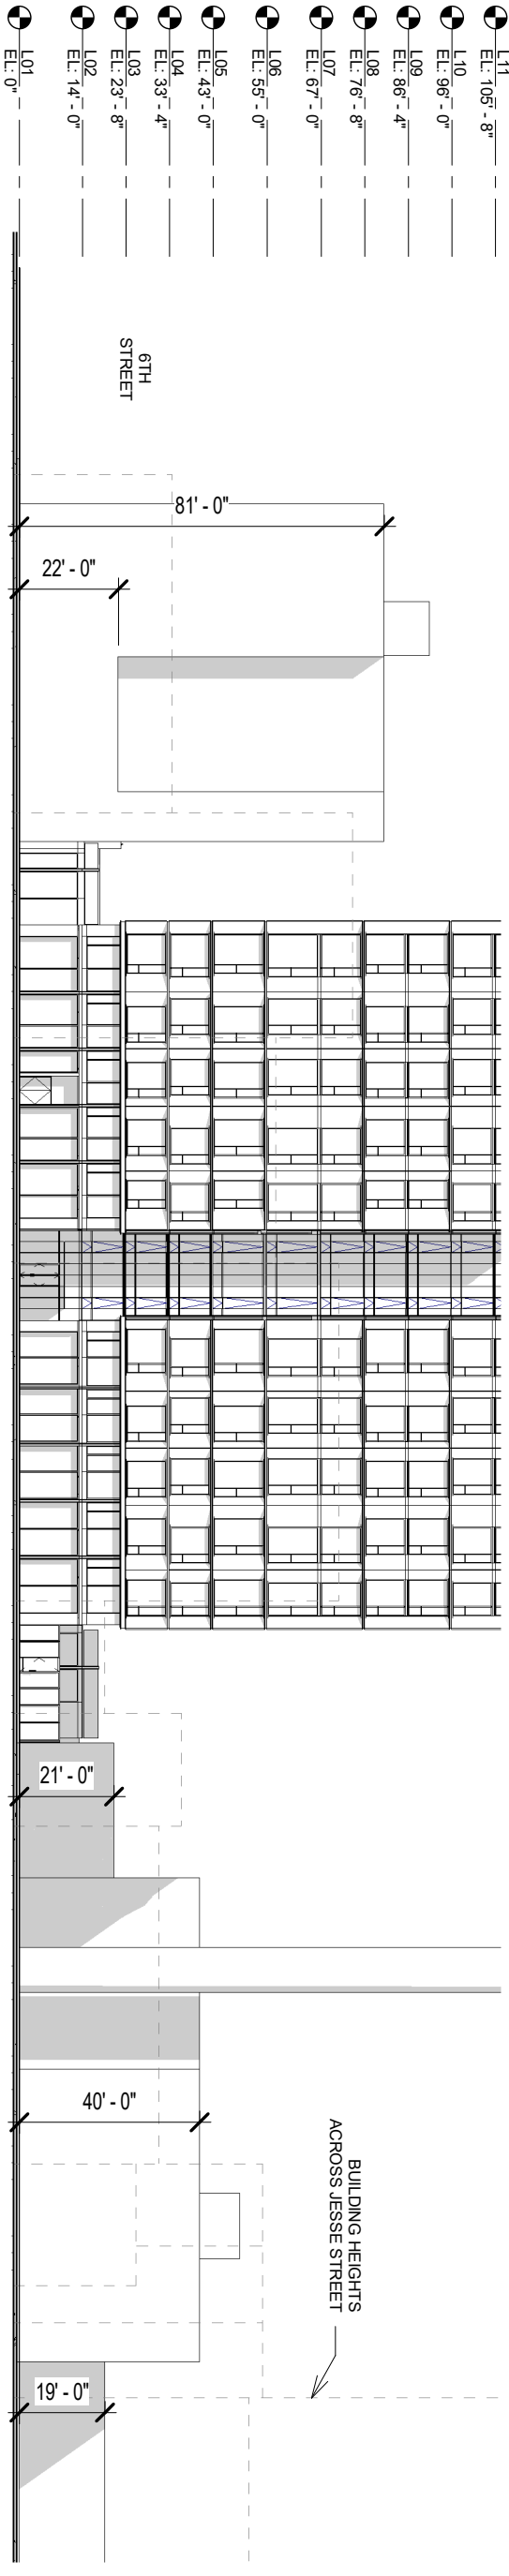 L11
EL: 105' - 8"
L10
EL: 96' - 0"
L09
EL: 86' - 4"
L08
EL: 76' - 8"
L07
EL: 67' - 0"
L06
EL: 55' - 0"
L05
EL: 43' - 0"
L04
EL: 33' - 4"
L03
EL: 23' - 8"
L02
EL: 14' - 0"
L01
EL: 0"
6TH
STREET
81' - 0"
22' - 0"
21' - 0"
40' - 0"
BUILDING HEIGHTS
ACROSS JESSE STREET
19' - 0"